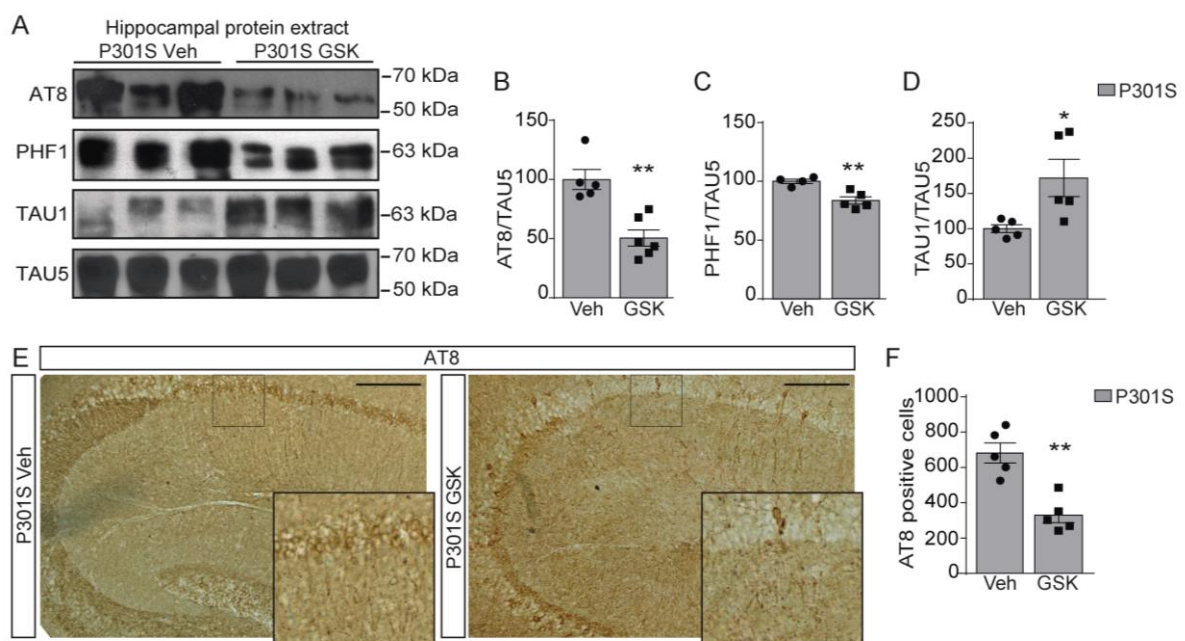 A
Hippocampal protein extract
P301S Veh P301S GSK
AT8
–70 kDa
–50 kDa
PHF1
–63 kDa
TAU1
–63 kDa
TAU5
–70 kDa
–50 kDa
B
AT8/TAU5
150
100
50
0
Veh GSK
**
C
PHF1/TAU5
150
100
50
0
Veh GSK
**
D
TAU1/TAU5
250
200
150
100
50
0
Veh GSK
*
P301S
E
AT8
P301S Veh
P301S GSK
F
AT8 positive cells
1000
800
600
400
200
0
Veh GSK
**
P301S